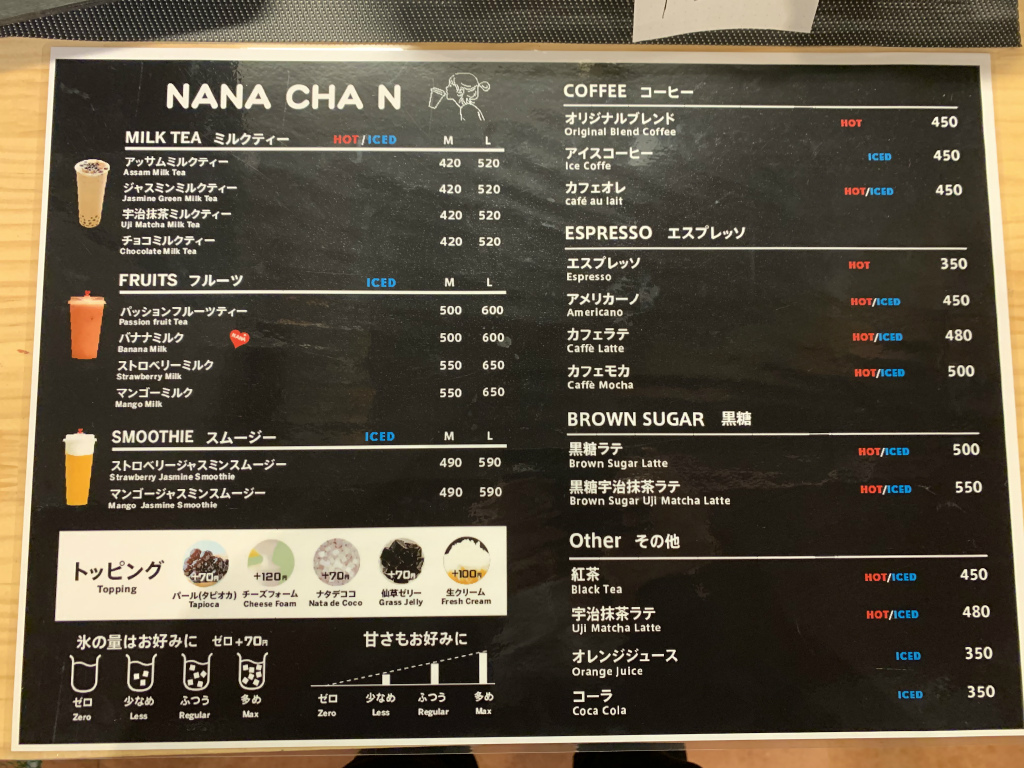 NANA CHA N
MILK TEA ミルクティー HOT/ICED M L
アッサムミルクティー 420 520
Assam Milk Tea
ジャスミンミルクティー 420 520
Jasmine Green Milk Tea
宇治抹茶ミルクティー 420 520
Uji Matcha Milk Tea
チョコミルクティー 420 520
Chocolate Milk Tea
FRUITS フルーツ ICED M L
パッションフルーツティー 500 600
Passion fruit Tea
バナナミルク 500 600
Banana Milk
ストロベリーミルク 550 650
Strawberry Milk
マンゴーミルク 550 650
Mango Milk
SMOOTHIE スムージー ICED M L
ストロベリージャスミンスムージー 490 590
Strawberry Jasmine Smoothie
マンゴージャスミンスムージー 490 590
Mango Jasmine Smoothie
トッピング
Topping
+70円 +120円 +70円 +70円 +100円
パール(タピオカ) チーズフォーム ナタデココ 仙草ゼリー 生クリーム
Tapioca Cheese Foam Nata de Coco Grass Jelly Fresh Cream
氷の量はお好みに ゼロ+70円
ゼロ 少なめ ふつう 多め
Zero Less Regular Max
甘さもお好みに
ゼロ 少なめ ふつう 多め
Zero Less Regular Max
COFFEE コーヒー
オリジナルブレンド HOT 450
Original Blend Coffee
アイスコーヒー ICED 450
Ice Coffe
カフェオレ HOT/ICED 450
café au lait
ESPRESSO エスプレッソ
エスプレッソ HOT 350
Espresso
アメリカーノ HOT/ICED 450
Americano
カフェラテ HOT/ICED 480
Caffè Latte
カフェモカ HOT/ICED 500
Caffè Mocha
BROWN SUGAR 黒糖
黒糖ラテ HOT/ICED 500
Brown Sugar Latte
黒糖宇治抹茶ラテ HOT/ICED 550
Brown Sugar Uji Matcha Latte
Other その他
紅茶 HOT/ICED 450
Black Tea
宇治抹茶ラテ HOT/ICED 480
Uji Matcha Latte
オレンジジュース ICED 350
Orange Juice
コーラ ICED 350
Coca Cola